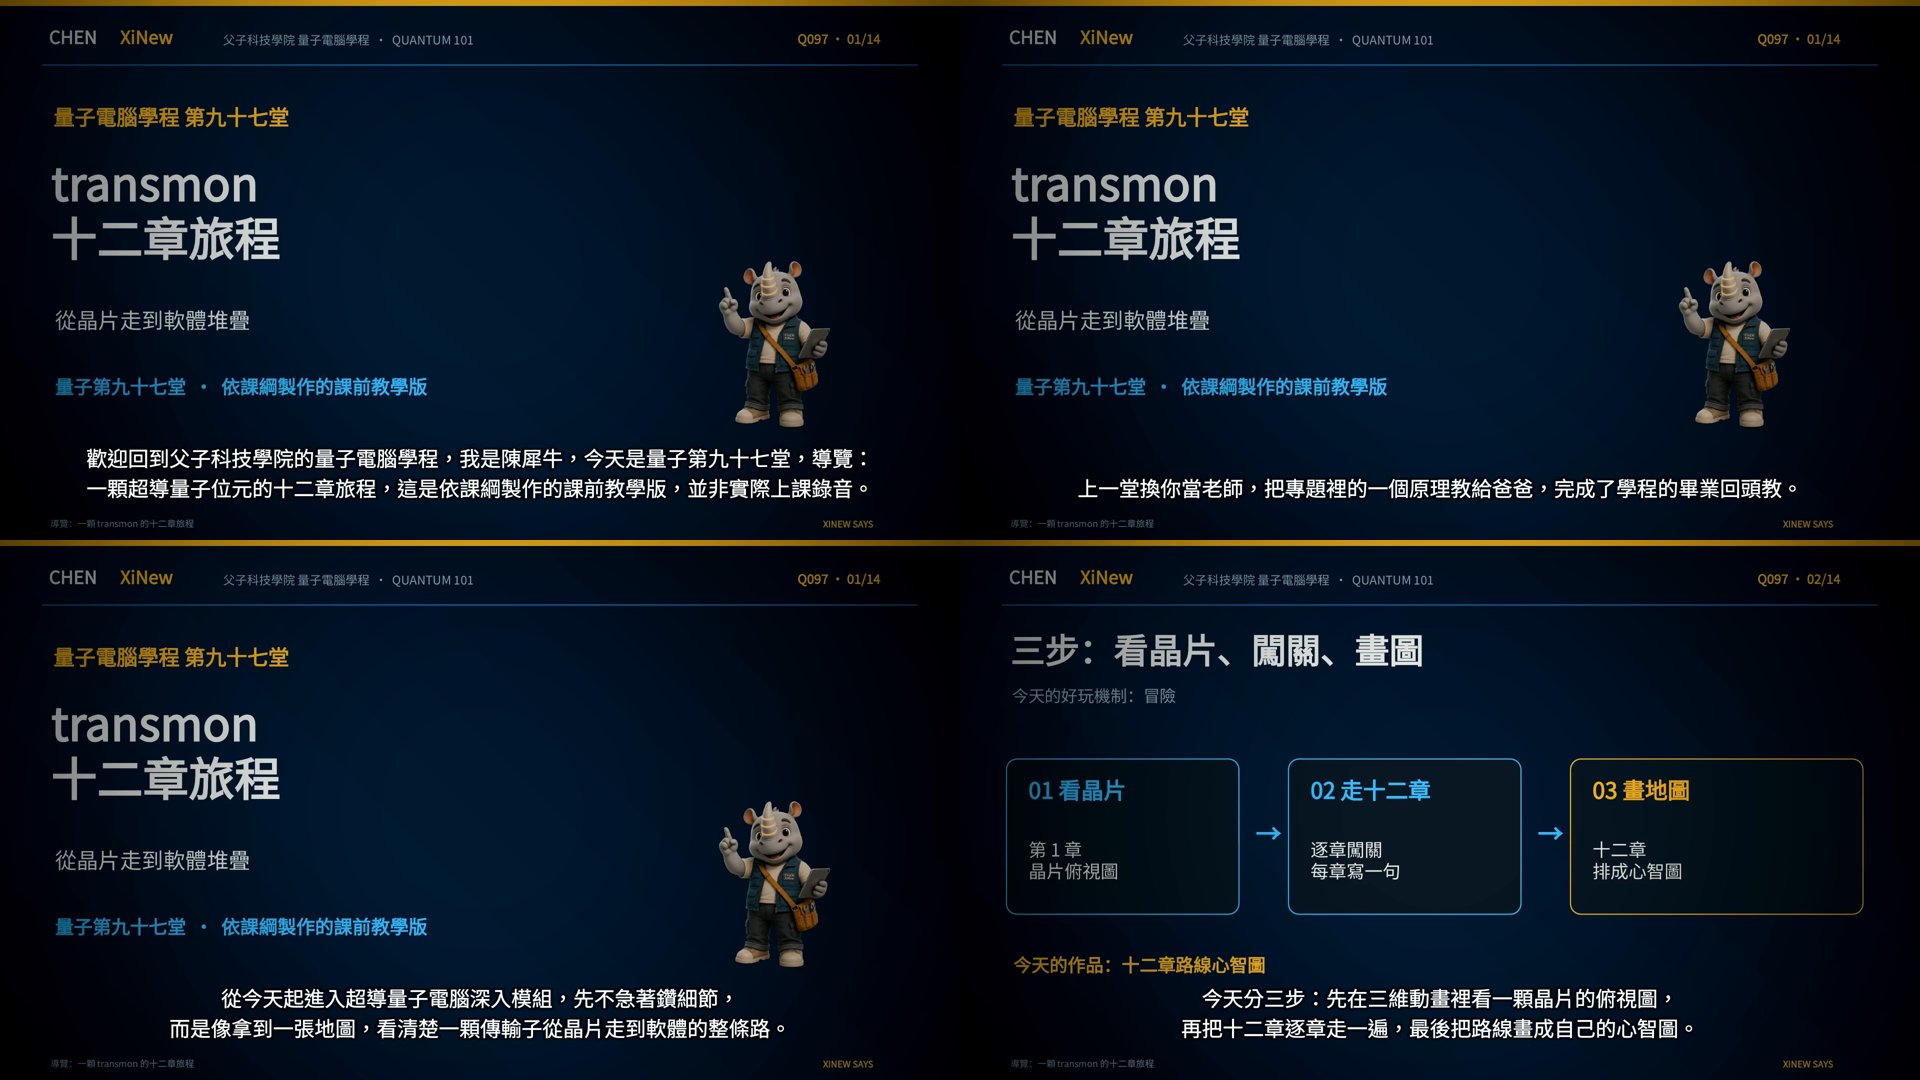 CHEN XiNew 父子科技學院 量子電腦學程 • QUANTUM 101 Q097 • 01/14
量子電腦學程 第九十七堂
transmon
十二章旅程
從晶片走到軟體堆疊
量子第九十七堂 • 依課綱製作的課前教學版
歡迎回到父子科技學院的量子電腦學程，我是陳犀牛，今天是量子第九十七堂，導覽：
一顆超導量子位元的十二章旅程，這是依課綱製作的課前教學版，並非實際上課錄音。
導覽：一顆 transmon 的十二章旅程 XINEW SAYS
CHEN XiNew 父子科技學院 量子電腦學程 • QUANTUM 101 Q097 • 01/14
量子電腦學程 第九十七堂
transmon
十二章旅程
從晶片走到軟體堆疊
量子第九十七堂 • 依課綱製作的課前教學版
上一堂換你當老師，把專題裡的一個原理教給爸爸，完成了學程的畢業回頭教。
導覽：一顆 transmon 的十二章旅程 XINEW SAYS
CHEN XiNew 父子科技學院 量子電腦學程 • QUANTUM 101 Q097 • 01/14
量子電腦學程 第九十七堂
transmon
十二章旅程
從晶片走到軟體堆疊
量子第九十七堂 • 依課綱製作的課前教學版
從今天起進入超導量子電腦深入模組，先不急著鑽細節，
而是像拿到一張地圖，看清楚一顆傳輸子從晶片走到軟體的整條路。
導覽：一顆 transmon 的十二章旅程 XINEW SAYS
CHEN XiNew 父子科技學院 量子電腦學程 • QUANTUM 101 Q097 • 02/14
三步：看晶片、闖關、畫圖
今天的好玩機制：冒險
01 看晶片
第 1 章
晶片俯視圖
→
02 走十二章
逐章闖關
每章寫一句
→
03 畫地圖
十二章
排成心智圖
今天的作品：十二章路線心智圖
今天分三步：先在三維動畫裡看一顆晶片的俯視圖，
再把十二章逐章走一遍，最後把路線畫成自己的心智圖。
導覽：一顆 transmon 的十二章旅程 XINEW SAYS